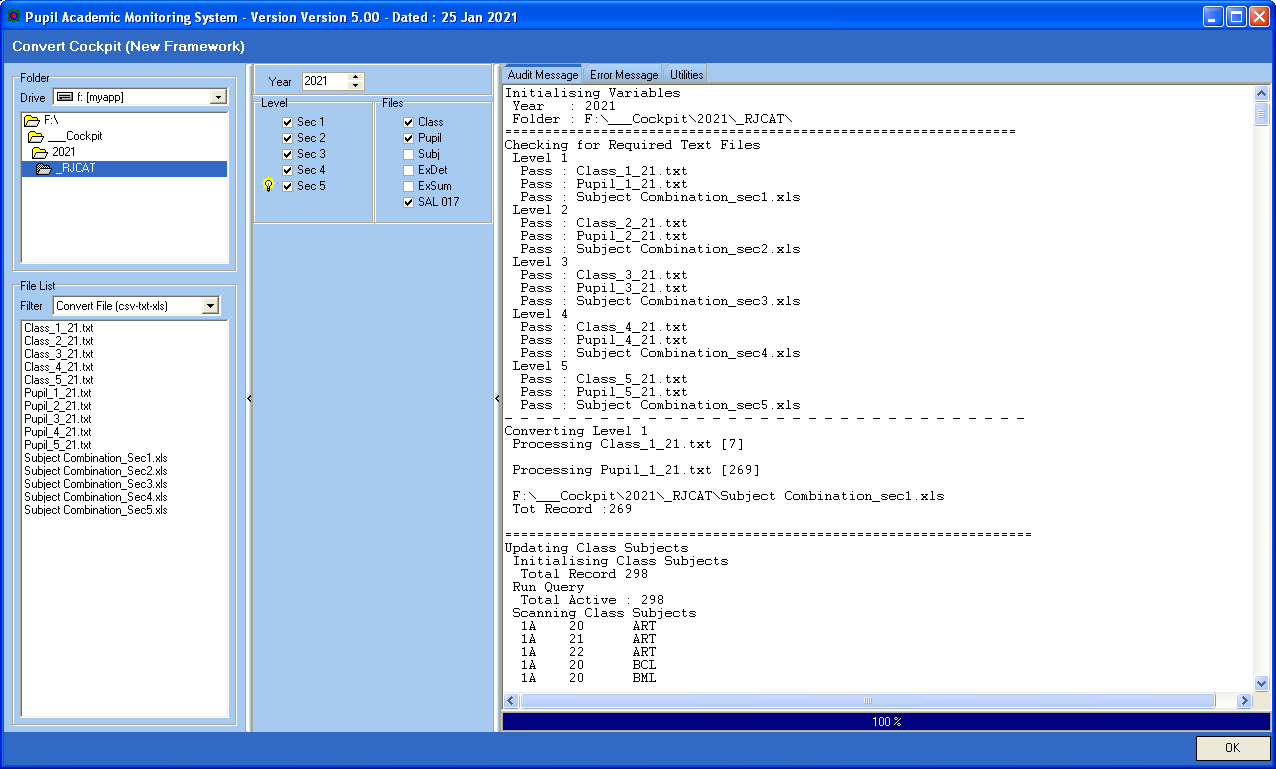 Pupil Academic Monitoring System - Version Version 5.00 - Dated : 25 Jan 2021
Convert Cockpit (New Framework)
Folder
Drive f: [myapp]
F:\
___Cockpit
2021
_RJCAT
File List
Filter Convert File (csv-txt-xls)
Class_1_21.txt
Class_2_21.txt
Class_3_21.txt
Class_4_21.txt
Class_5_21.txt
Pupil_1_21.txt
Pupil_2_21.txt
Pupil_3_21.txt
Pupil_4_21.txt
Pupil_5_21.txt
Subject Combination_Sec1.xls
Subject Combination_Sec2.xls
Subject Combination_Sec3.xls
Subject Combination_Sec4.xls
Subject Combination_Sec5.xls
Year 2021
Level
Sec 1
Sec 2
Sec 3
Sec 4
Sec 5
Files
Class
Pupil
Subj
ExDet
ExSum
SAL 017
Audit Message Error Message Utilities
Initialising Variables
Year : 2021
Folder : F:\___Cockpit\2021\_RJCAT\
================================================================
Checking for Required Text Files
Level 1
Pass : Class_1_21.txt
Pass : Pupil_1_21.txt
Pass : Subject Combination_sec1.xls
Level 2
Pass : Class_2_21.txt
Pass : Pupil_2_21.txt
Pass : Subject Combination_sec2.xls
Level 3
Pass : Class_3_21.txt
Pass : Pupil_3_21.txt
Pass : Subject Combination_sec3.xls
Level 4
Pass : Class_4_21.txt
Pass : Pupil_4_21.txt
Pass : Subject Combination_sec4.xls
Level 5
Pass : Class_5_21.txt
Pass : Pupil_5_21.txt
Pass : Subject Combination_sec5.xls
- - - - - - - - - - - - - - - - - - - - - - - - - - - - - - - - -
Converting Level 1
Processing Class_1_21.txt [7]
Processing Pupil_1_21.txt [269]
F:\___Cockpit\2021\_RJCAT\Subject Combination_sec1.xls
Tot Record :269
==================================================================
Updating Class Subjects
Initialising Class Subjects
Total Record 298
Run Query
Total Active : 298
Scanning Class Subjects
1A 20 ART
1A 21 ART
1A 22 ART
1A 20 BCL
1A 20 BML
100 %
OK